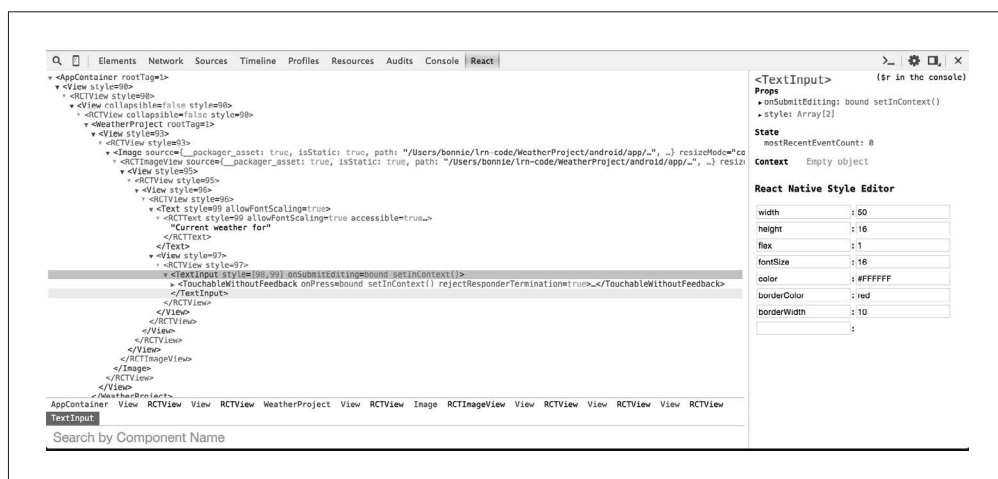 Elements Network Sources Timeline Profiles Resources Audits Console React
<AppContainer rootTag=1>
<View style=90>
<RCTView style=90>
<View collapsible=false style=90>
<RCTView collapsible=false style=90>
<WeatherProject rootTag=1>
<View style=93>
<RCTView style=93>
<Image source={__packager_asset: true, isStatic: true, path: "/Users/bonnie/lrn-code/WeatherProject/android/app/…", …} resizeMode="co
<RCTImageView source={__packager_asset: true, isStatic: true, path: "/Users/bonnie/lrn-code/WeatherProject/android/app/…", …} resiz
<View style=95>
<RCTView style=95>
<View style=96>
<RCTView style=96>
<Text style=99 allowFontScaling=true>
<RCTText style=99 allowFontScaling=true accessible=true…>
"Current weather for"
</RCTText>
</Text>
<View style=97>
<RCTView style=97>
<TextInput style=[98,99] onSubmitEditing=bound setInContext()>
<TouchableWithoutFeedback onPress=bound setInContext() rejectResponderTermination=true>…</TouchableWithoutFeedback>
</TextInput>
</RCTView>
</View>
</RCTView>
</View>
</RCTView>
</View>
</RCTImageView>
</Image>
</RCTView>
</View>
</WeatherProject>
AppContainer View RCTView View RCTView WeatherProject View RCTView Image RCTImageView View RCTView View RCTView View RCTView
TextInput
Search by Component Name
<TextInput> ($r in the console)
Props
onSubmitEditing: bound setInContext()
style: Array[2]
State
mostRecentEventCount: 0
Context Empty object
React Native Style Editor
width : 50
height : 16
flex : 1
fontSize : 16
color : #FFFFFF
borderColor : red
borderWidth : 10
: